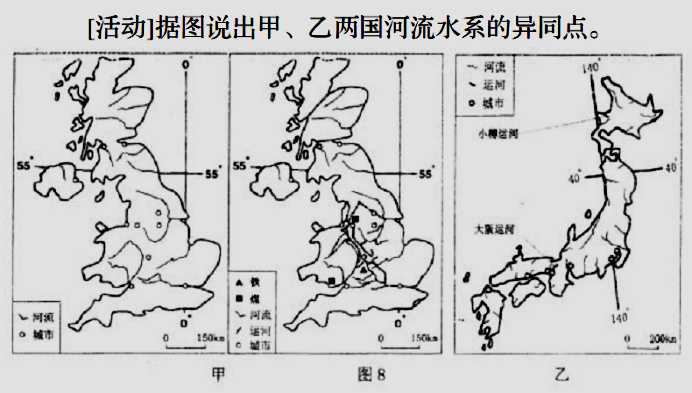 [活动]据图说出甲、乙两国河流水系的异同点。
0°
55°
55°
河流
城市
0°
0 150km
甲
0°
55°
55°
铁
煤
河流
运河
城市
0°
0 150km
图8
河流
运河
城市
140°
小樽运河
40°
40°
大阪运河
140°
0 200km
乙